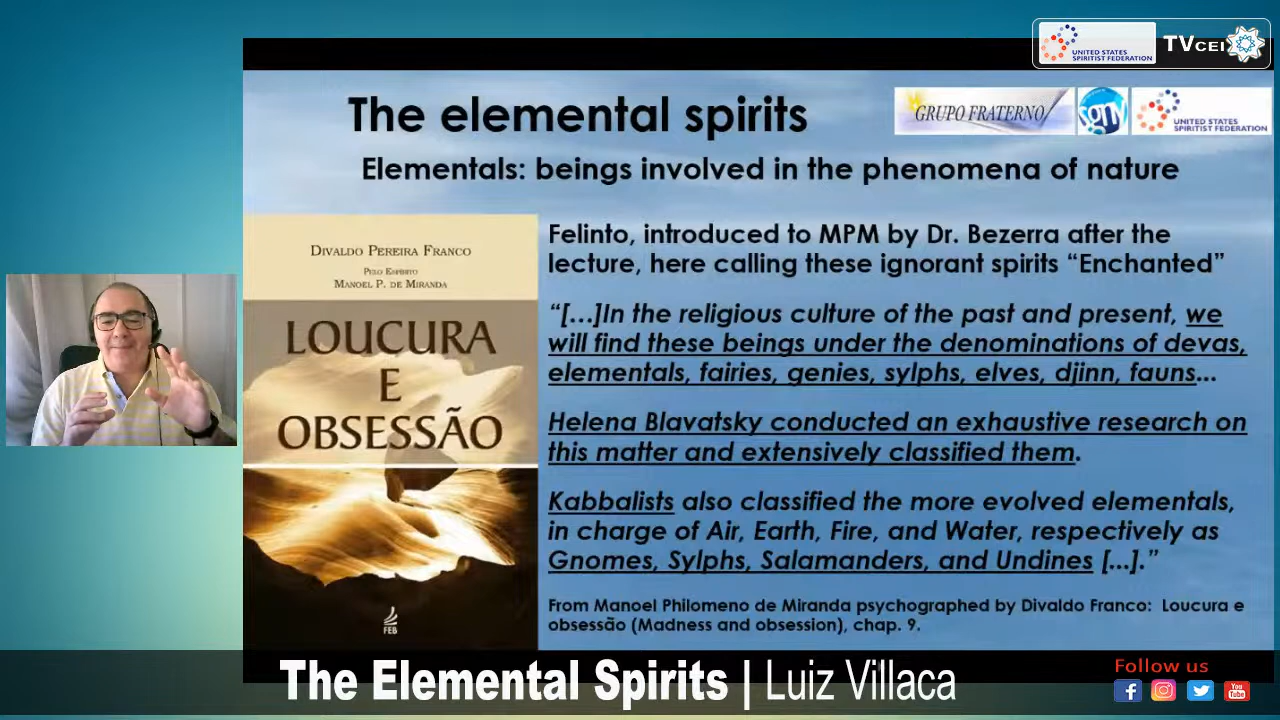 UNITED STATES
SPIRITIST FEDERATION
TVCEI
The elemental spirits
GRUPO FRATERNO
sgny
UNITED STATES
SPIRITIST FEDERATION
Elementals: beings involved in the phenomena of nature
DIVALDO PEREIRA FRANCO
PELO ESPÍRITO
MANOEL P. DE MIRANDA
LOUCURA
E
OBSESSÃO
FEB
Felinto, introduced to MPM by Dr. Bezerra after the
lecture, here calling these ignorant spirits “Enchanted”
“[...]In the religious culture of the past and present, we
will find these beings under the denominations of devas,
elementals, fairies, genies, sylphs, elves, djinn, fauns...
Helena Blavatsky conducted an exhaustive research on
this matter and extensively classified them.
Kabbalists also classified the more evolved elementals,
in charge of Air, Earth, Fire, and Water, respectively as
Gnomes, Sylphs, Salamanders, and Undines [...].”
From Manoel Philomeno de Miranda psychographed by Divaldo Franco: Loucura e
obsessão (Madness and obsession), chap. 9.
The Elemental Spirits | Luiz Villaca
Follow us
You
Tube